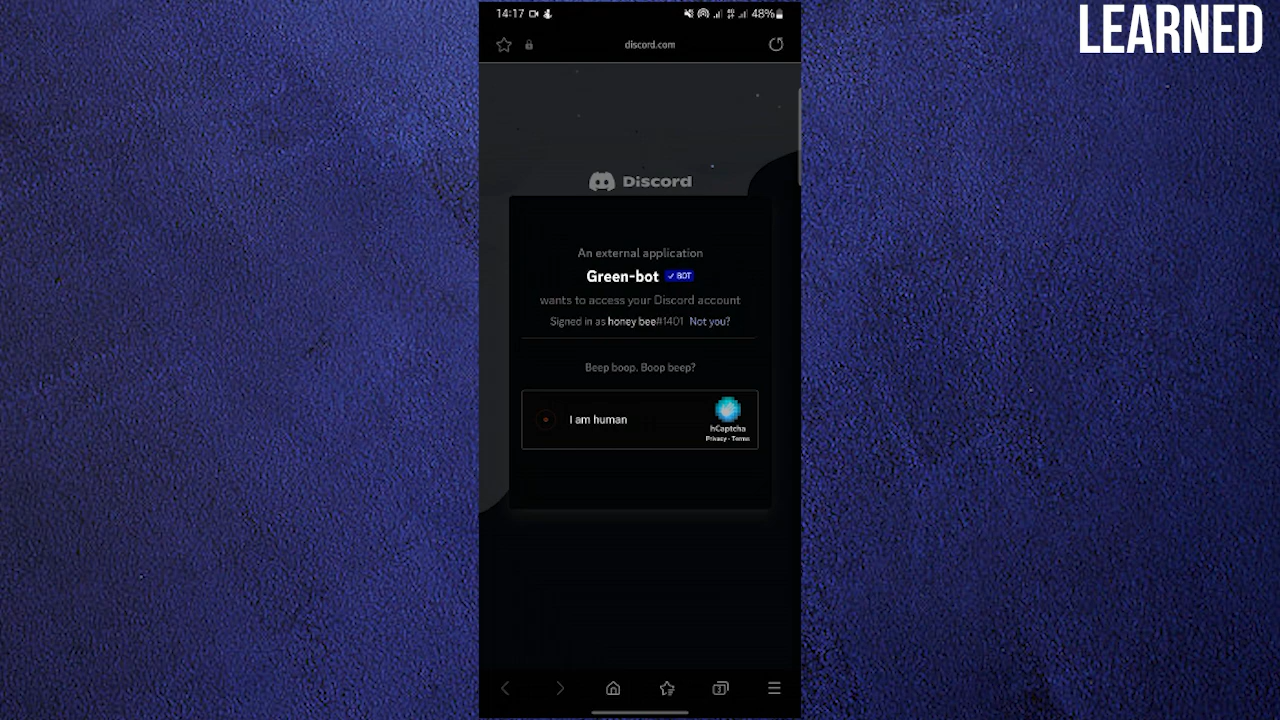 LEARNED
14:17
48%
discord.com
Discord
An external application
Green-bot ✓ BOT
wants to access your Discord account
Signed in as honey bee#1401 Not you?
Beep boop. Boop beep?
I am human
hCaptcha
Privacy - Terms
3